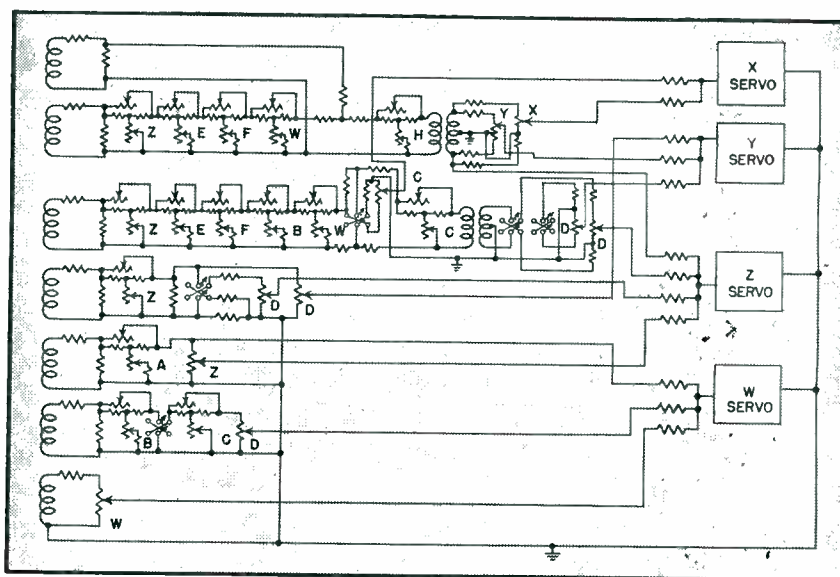 X
SERVO
Y
SERVO
Z
SERVO
W
SERVO
Z E F W H Y X
Z E F B W C C D D
Z D D
A Z
B C D
W